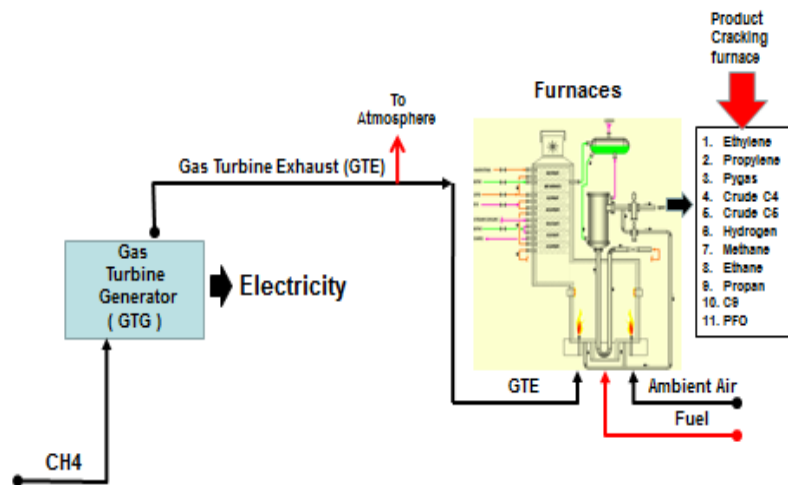 Product
Cracking
furnace
To
Atmosphere
Furnaces
Gas Turbine Exhaust (GTE)
1. Ethylene
2. Propylene
3. Pygas
4. Crude C4
5. Crude C5
6. Hydrogen
7. Methane
8. Ethane
9. Propan
10. C9
11. PFO
Gas
Turbine
Generator
( GTG )
Electricity
GTE
Ambient Air
Fuel
CH4